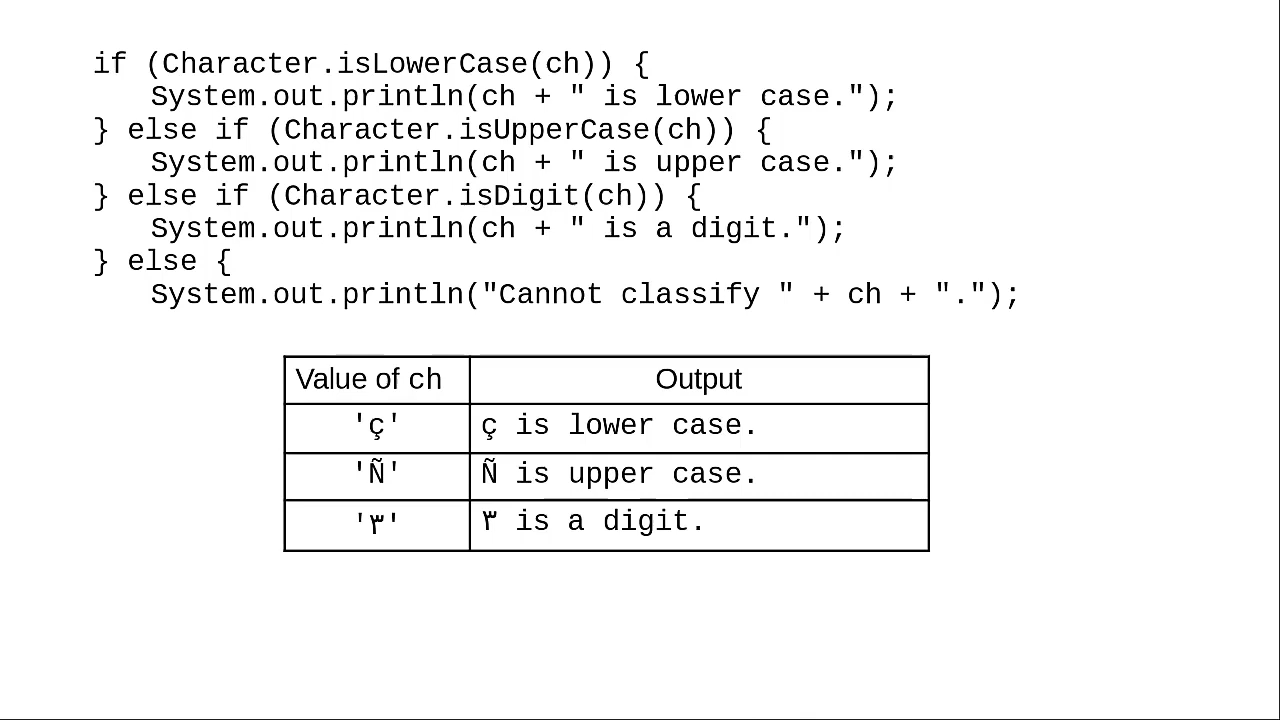 if (Character.isLowerCase(ch)) {
System.out.println(ch + " is lower case.");
} else if (Character.isUpperCase(ch)) {
System.out.println(ch + " is upper case.");
} else if (Character.isDigit(ch)) {
System.out.println(ch + " is a digit.");
} else {
System.out.println("Cannot classify " + ch + ".");
Value of ch Output
'ç' ç is lower case.
'Ñ' Ñ is upper case.
'٣' ٣ is a digit.